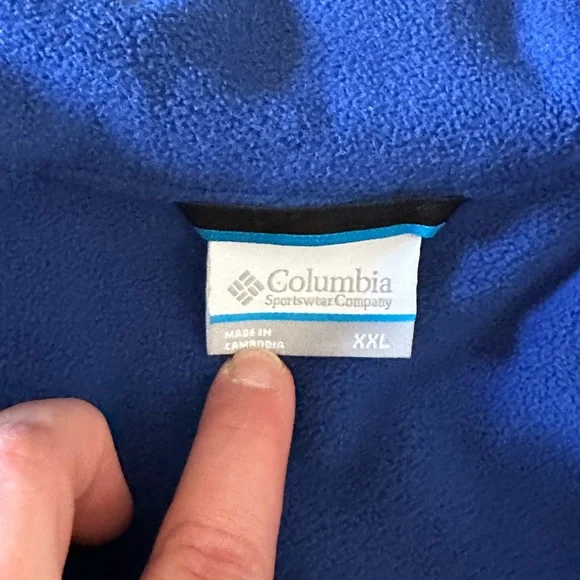 Columbia
Sportswear Company
MADE IN
CAMBODIA
XXL